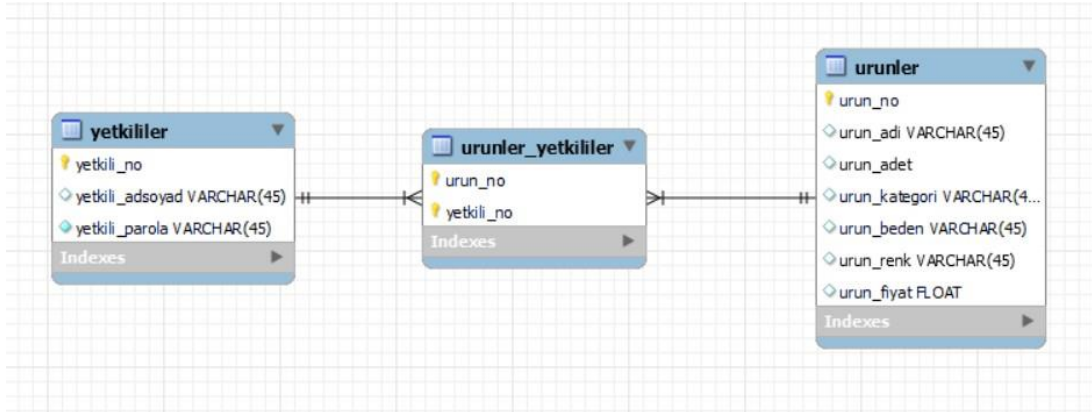 yetkililer
yetkili_no
yetkili_adsoyad VARCHAR(45)
yetkili_parola VARCHAR(45)
Indexes
urunler_yetkililer
urun_no
yetkili_no
Indexes
urunler
urun_no
urun_adi VARCHAR(45)
urun_adet
urun_kategori VARCHAR(4...
urun_beden VARCHAR(45)
urun_renk VARCHAR(45)
urun_fiyat FLOAT
Indexes